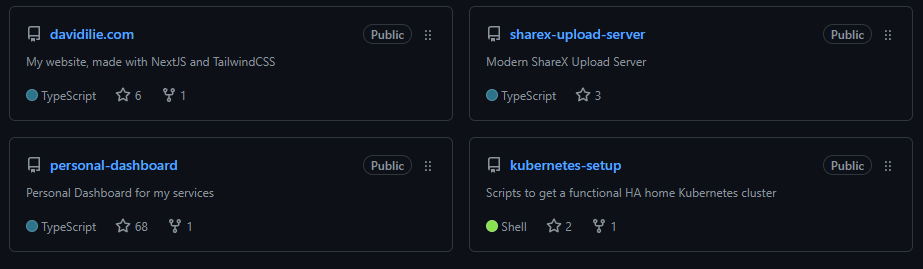 davidilie.com Public
My website, made with NextJS and TailwindCSS
TypeScript 6 1
sharex-upload-server Public
Modern ShareX Upload Server
TypeScript 3
personal-dashboard Public
Personal Dashboard for my services
TypeScript 68 1
kubernetes-setup Public
Scripts to get a functional HA home Kubernetes cluster
Shell 2 1